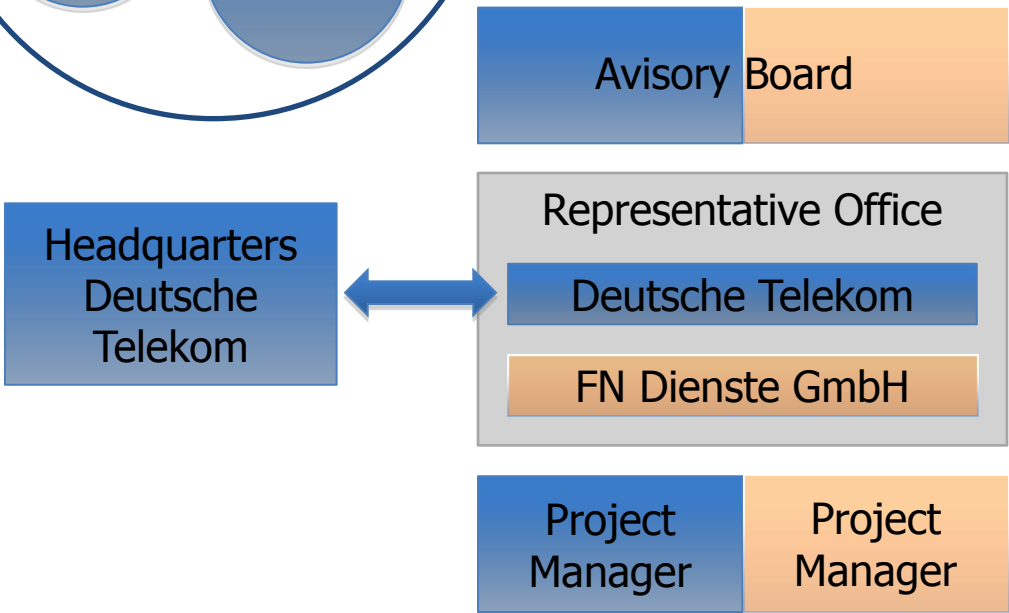 Avisory Board
Representative Office
Headquarters
Deutsche
Telekom
Deutsche Telekom
FN Dienste GmbH
Project
Manager
Project
Manager